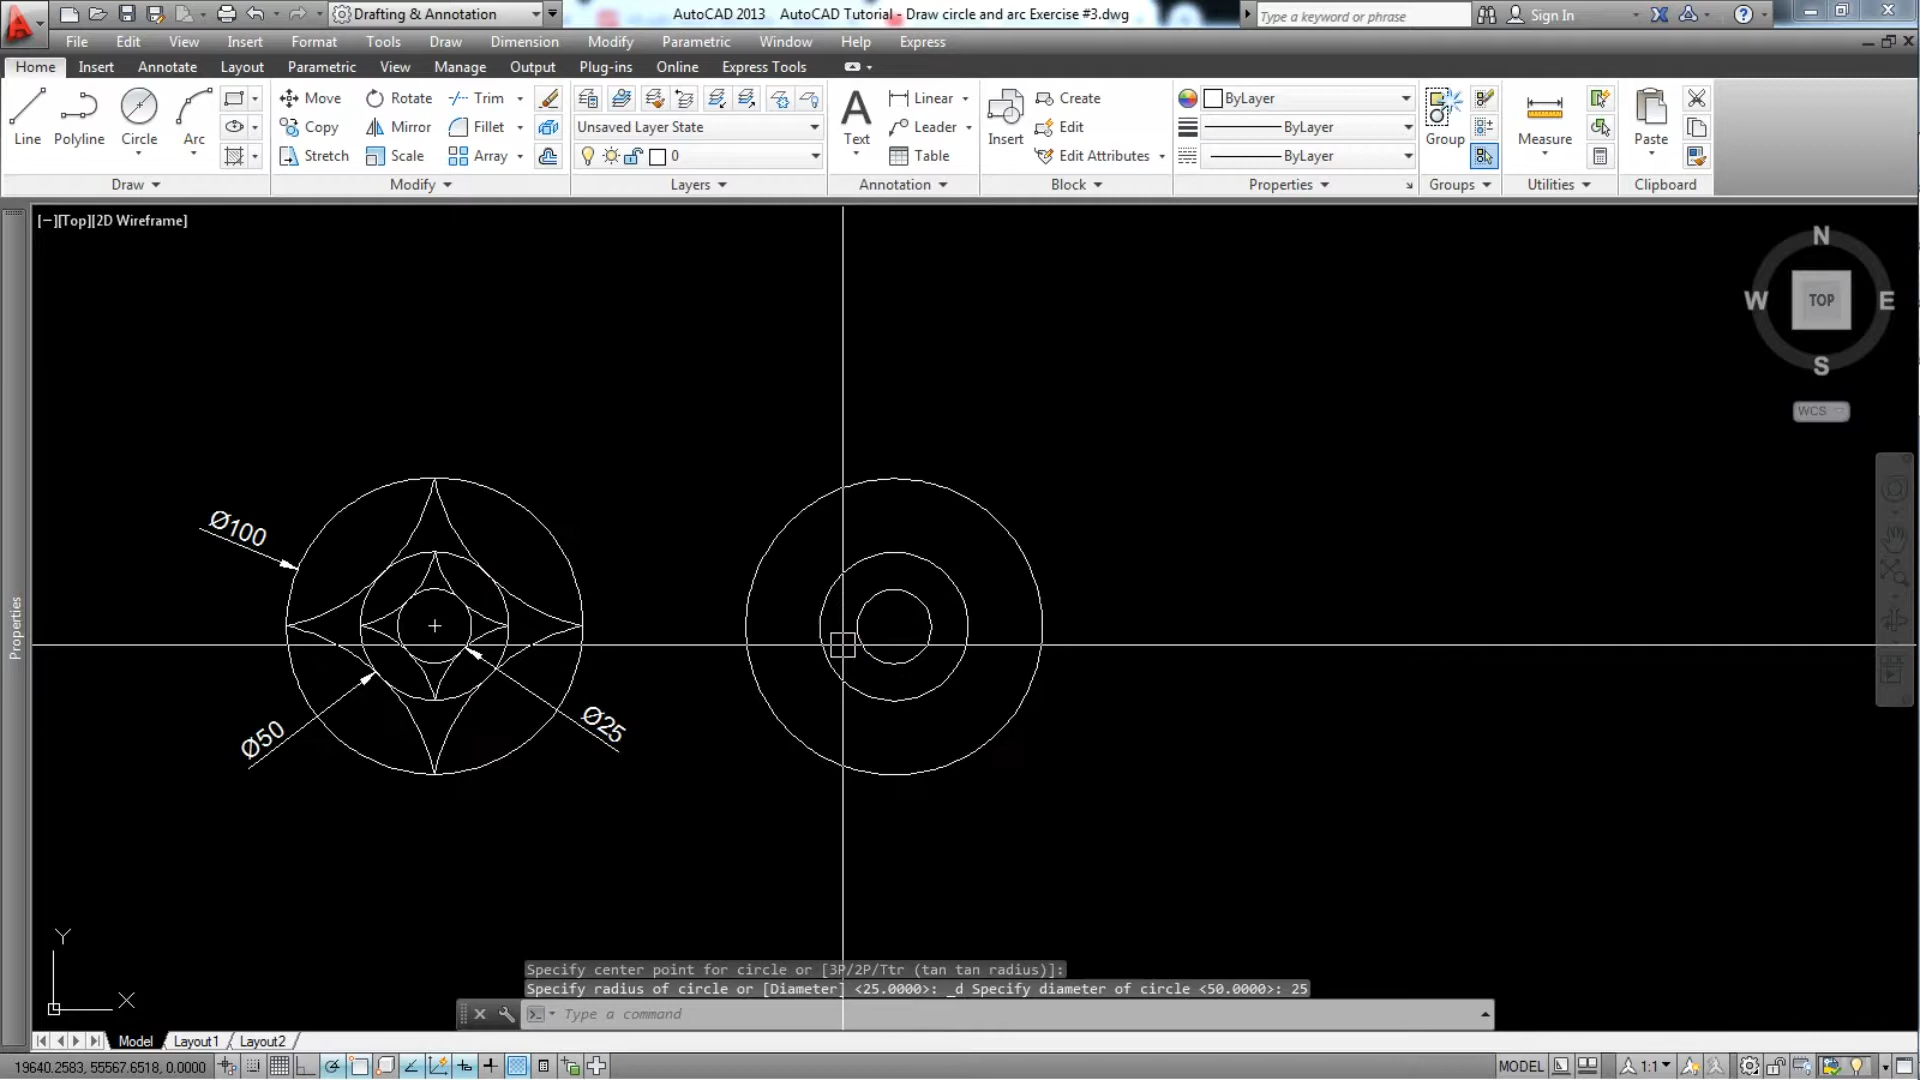 Drafting & Annotation
AutoCAD 2013 AutoCAD Tutorial - Draw circle and arc Exercise #3.dwg
Type a keyword or phrase
Sign In
File Edit View Insert Format Tools Draw Dimension Modify Parametric Window Help Express
Home Insert Annotate Layout Parametric View Manage Output Plug-ins Online Express Tools
Move Rotate Trim Linear Create ByLayer
Copy Mirror Fillet Unsaved Layer State Leader Edit ByLayer
Line Polyline Circle Arc Text Insert Group Measure Paste
Stretch Scale Array 0 Table Edit Attributes ByLayer
Draw Modify Layers Annotation Block Properties Groups Utilities Clipboard
[−][Top][2D Wireframe]
N
W TOP E
S
WCS
Properties
Ø100
Ø50
Ø25
Y
X
Specify center point for circle or [3P/2P/Ttr (tan tan radius)]:
Specify radius of circle or [Diameter] <25.0000>: _d Specify diameter of circle <50.0000>: 25
Type a command
Model Layout1 Layout2
19640.2583, 55567.6518, 0.0000
MODEL
1:1